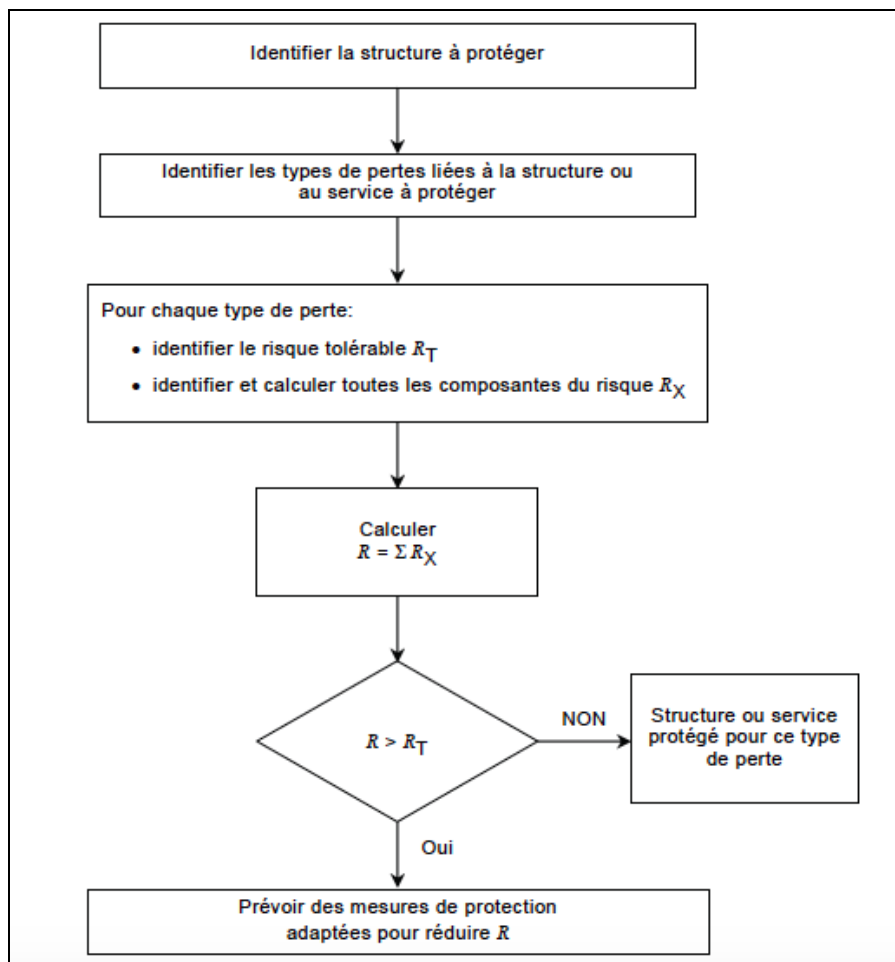 Identifier la structure à protéger
Identifier les types de pertes liées à la structure ou
au service à protéger
Pour chaque type de perte:
• identifier le risque tolérable RT
• identifier et calculer toutes les composantes du risque RX
Calculer
R = Σ RX
R > RT
NON
Structure ou service
protégé pour ce type
de perte
Oui
Prévoir des mesures de protection
adaptées pour réduire R